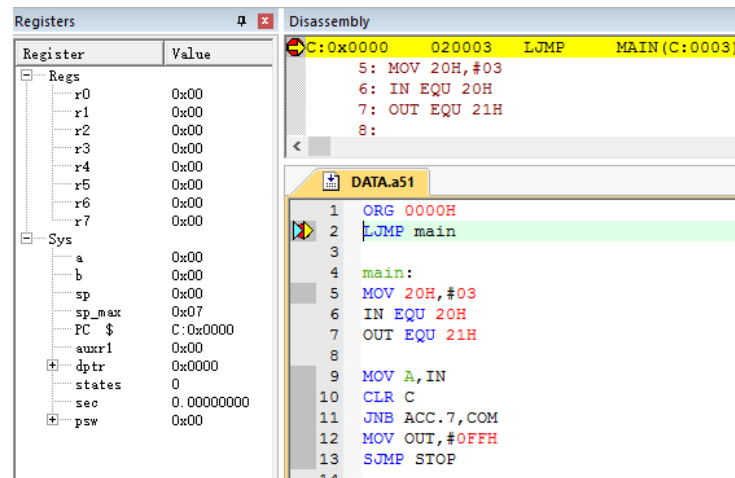 Registers
Register Value
Regs
r0 0x00
r1 0x00
r2 0x00
r3 0x00
r4 0x00
r5 0x00
r6 0x00
r7 0x00
Sys
a 0x00
b 0x00
sp 0x00
sp_max 0x07
PC $ C:0x0000
auxr1 0x00
dptr 0x0000
states 0
sec 0.00000000
psw 0x00
Disassembly
C:0x0000 020003 LJMP MAIN(C:0003)
5: MOV 20H,#03
6: IN EQU 20H
7: OUT EQU 21H
8:
DATA.a51
1 ORG 0000H
2 LJMP main
3
4 main:
5 MOV 20H,#03
6 IN EQU 20H
7 OUT EQU 21H
8
9 MOV A,IN
10 CLR C
11 JNB ACC.7,COM
12 MOV OUT,#0FFH
13 SJMP STOP